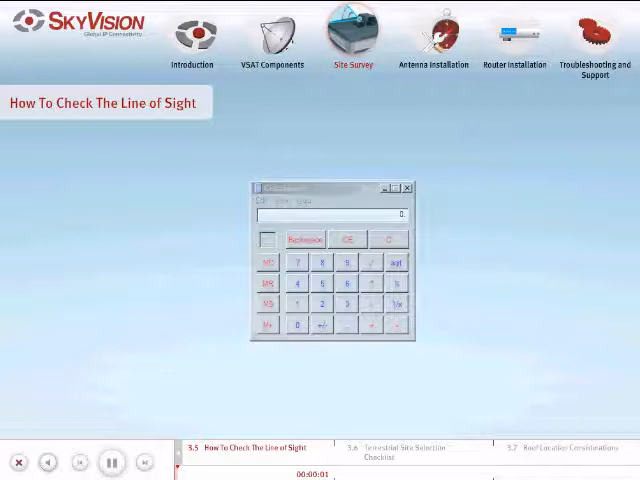 SKYVISION
Global IP Connectivity
Introduction
VSAT Components
Site Survey
Antenna Installation
Router Installation
Troubleshooting and
Support
How To Check The Line of Sight
Edit
0.
Backspace CE C
MC 7 8 9 / sqrt
MR 4 5 6 * %
MS 1 2 3 - 1/x
M+ 0 +/- . + =
3.5 How To Check The Line of Sight
3.6 Terrestrial Site Selection
Checklist
3.7 Roof Location Considerations
00:00:01